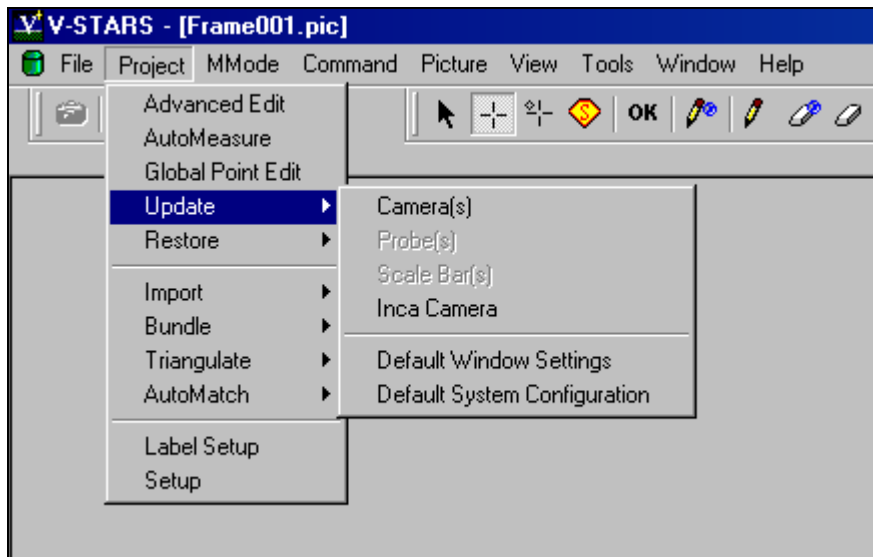 V-STARS - [Frame001.pic]
File Project MMode Command Picture View Tools Window Help
Advanced Edit
AutoMeasure
Global Point Edit
Update
Restore
Import
Bundle
Triangulate
AutoMatch
Label Setup
Setup
Camera(s)
Probe(s)
Scale Bar(s)
Inca Camera
Default Window Settings
Default System Configuration
S OK